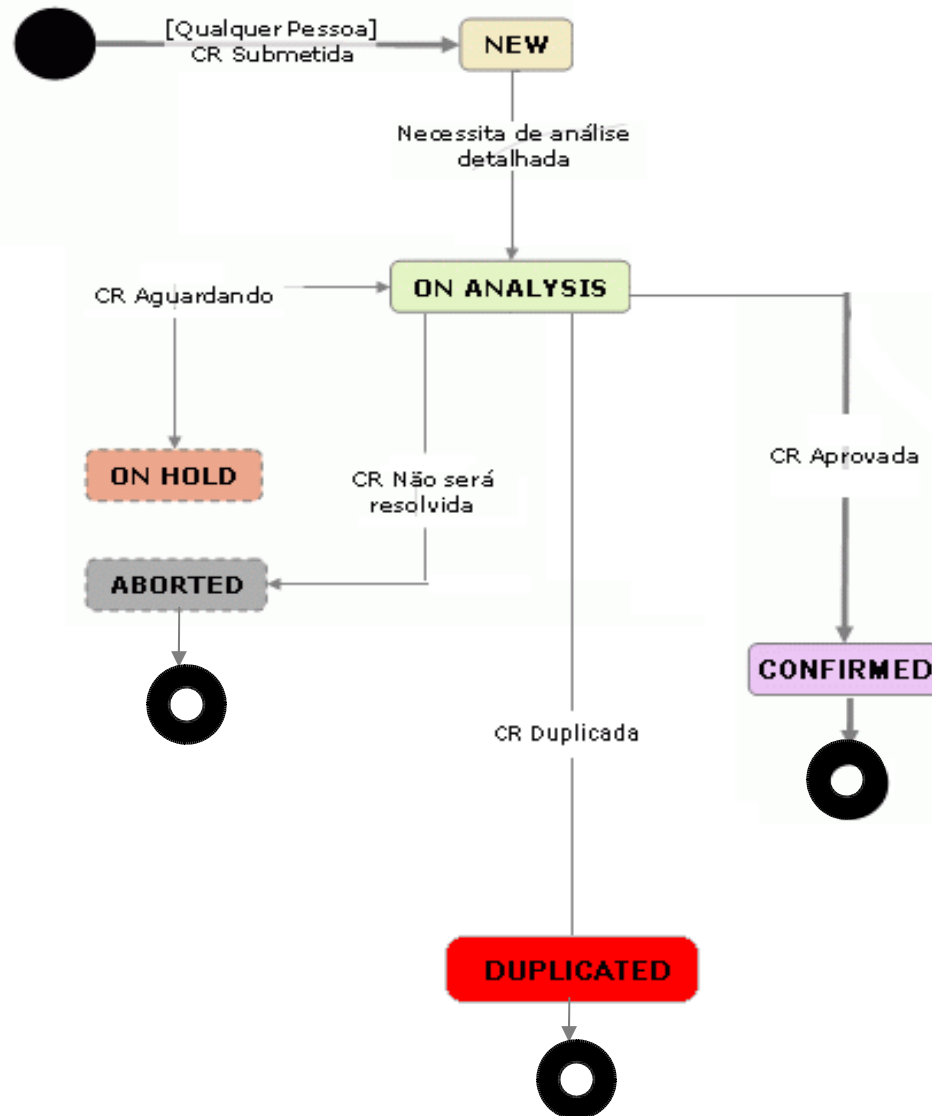 [Qualquer Pessoa]
CR Submetida
NEW
Necessita de análise
detalhada
ON ANALYSIS
CR Aguardando
ON HOLD
CR Não será
resolvida
CR Aprovada
ABORTED
CONFIRMED
CR Duplicada
DUPLICATED